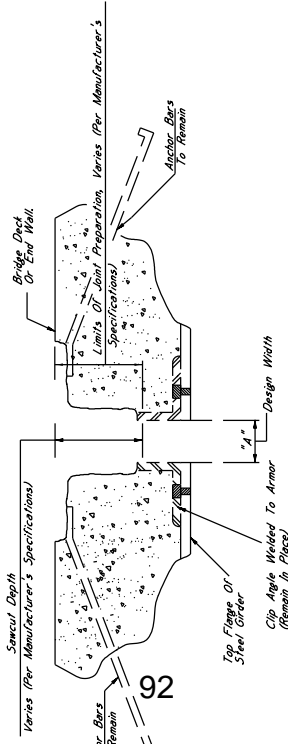 Sawcut Depth
Varies (Per Manufacturer's Specifications)
Bridge Deck
Or End Wall.
Limits Of Joint Preparation, Varies (Per Manufacturer's
Specifications)
Anchor Bars
To Remain
Bars
Remain
"A"
Design Width
Top Flange Of
Steel Girder
Clip Angle Welded To Armor
(Remain In Place)
92